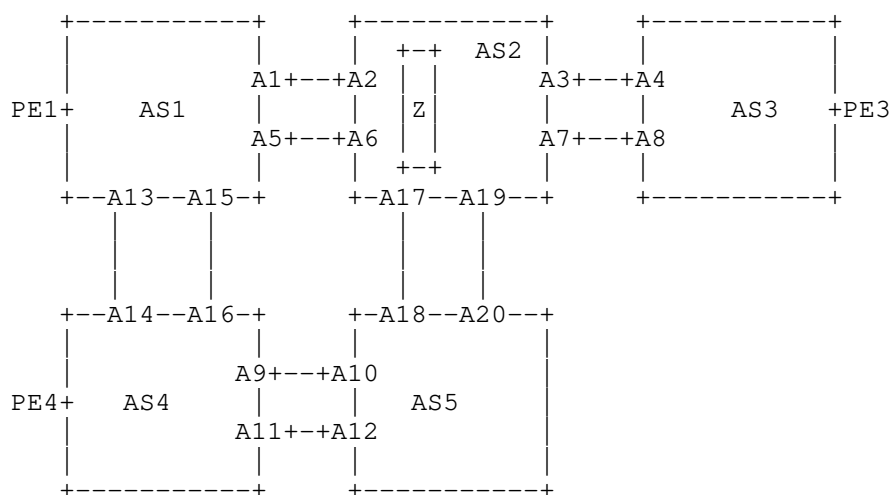 +-----------+        +-----------+        +-----------+
|           |        |  +-+  AS2 |        |           |
|          A1+--+A2  | |        A3+--+A4           |
PE1+    AS1    |        |  |Z|      |        |    AS3    +PE3
|          A5+--+A6  | |        A7+--+A8           |
|           |        |  +-+      |        |           |
+--A13--A15-+        +-A17--A19--+        +-----------+
|     |               |    |
|     |               |    |
|     |               |    |
+--A14--A16-+        +-A18--A20--+
|           |        |           |
|          A9+--+A10          |
PE4+   AS4     |        |   AS5     |
|         A11+-+A12          |
|           |        |           |
+-----------+        +-----------+